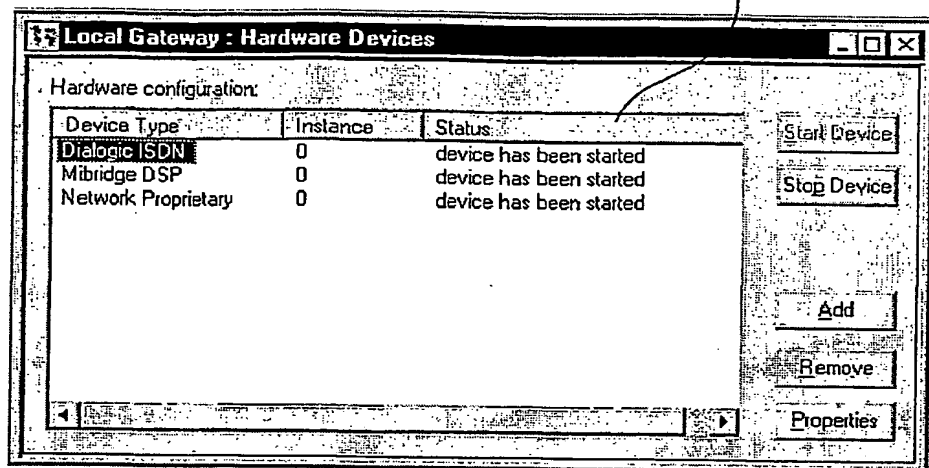 Local Gateway : Hardware Devices
Hardware configuration:
Device Type Instance Status
Dialogic ISDN 0 device has been started
Mibridge DSP 0 device has been started
Network Proprietary 0 device has been started
Start Device
Stop Device
Add
Remove
Properties